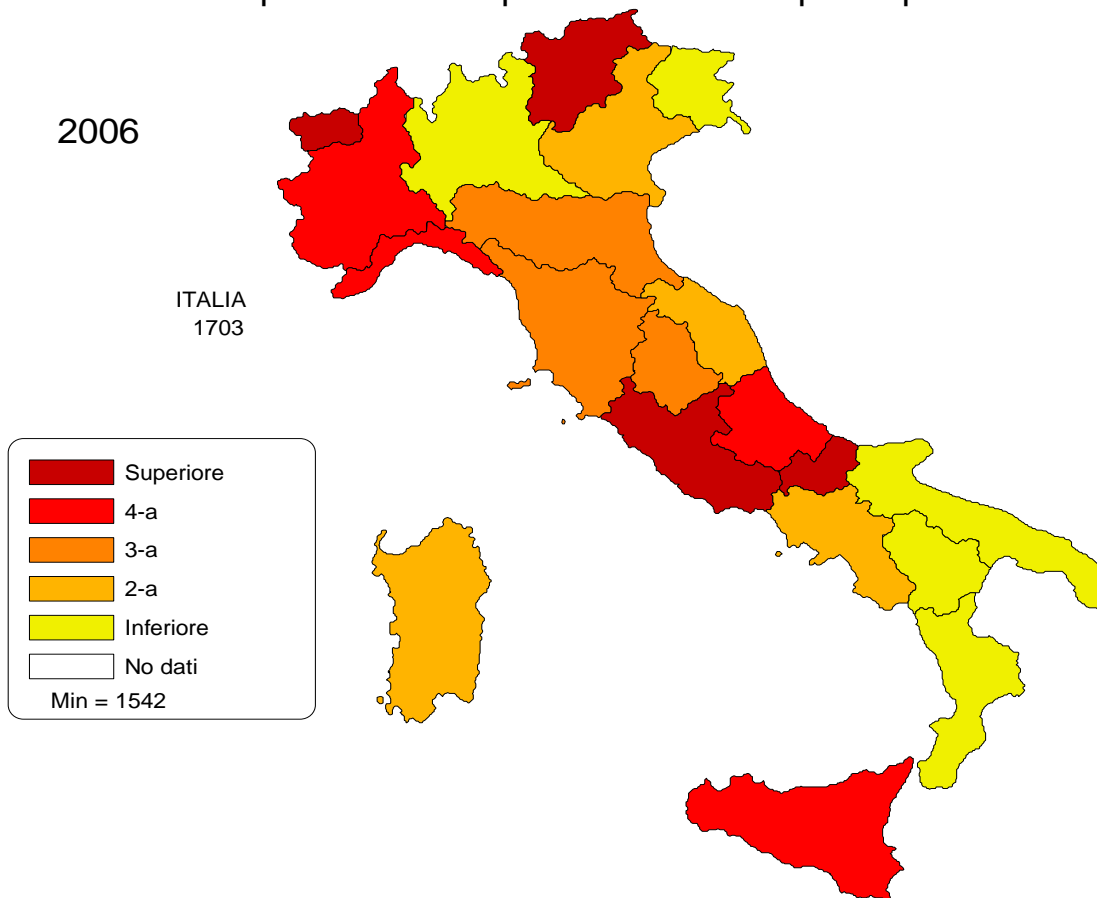 2006
ITALIA
1703
Superiore
4-a
3-a
2-a
Inferiore
No dati
Min = 1542